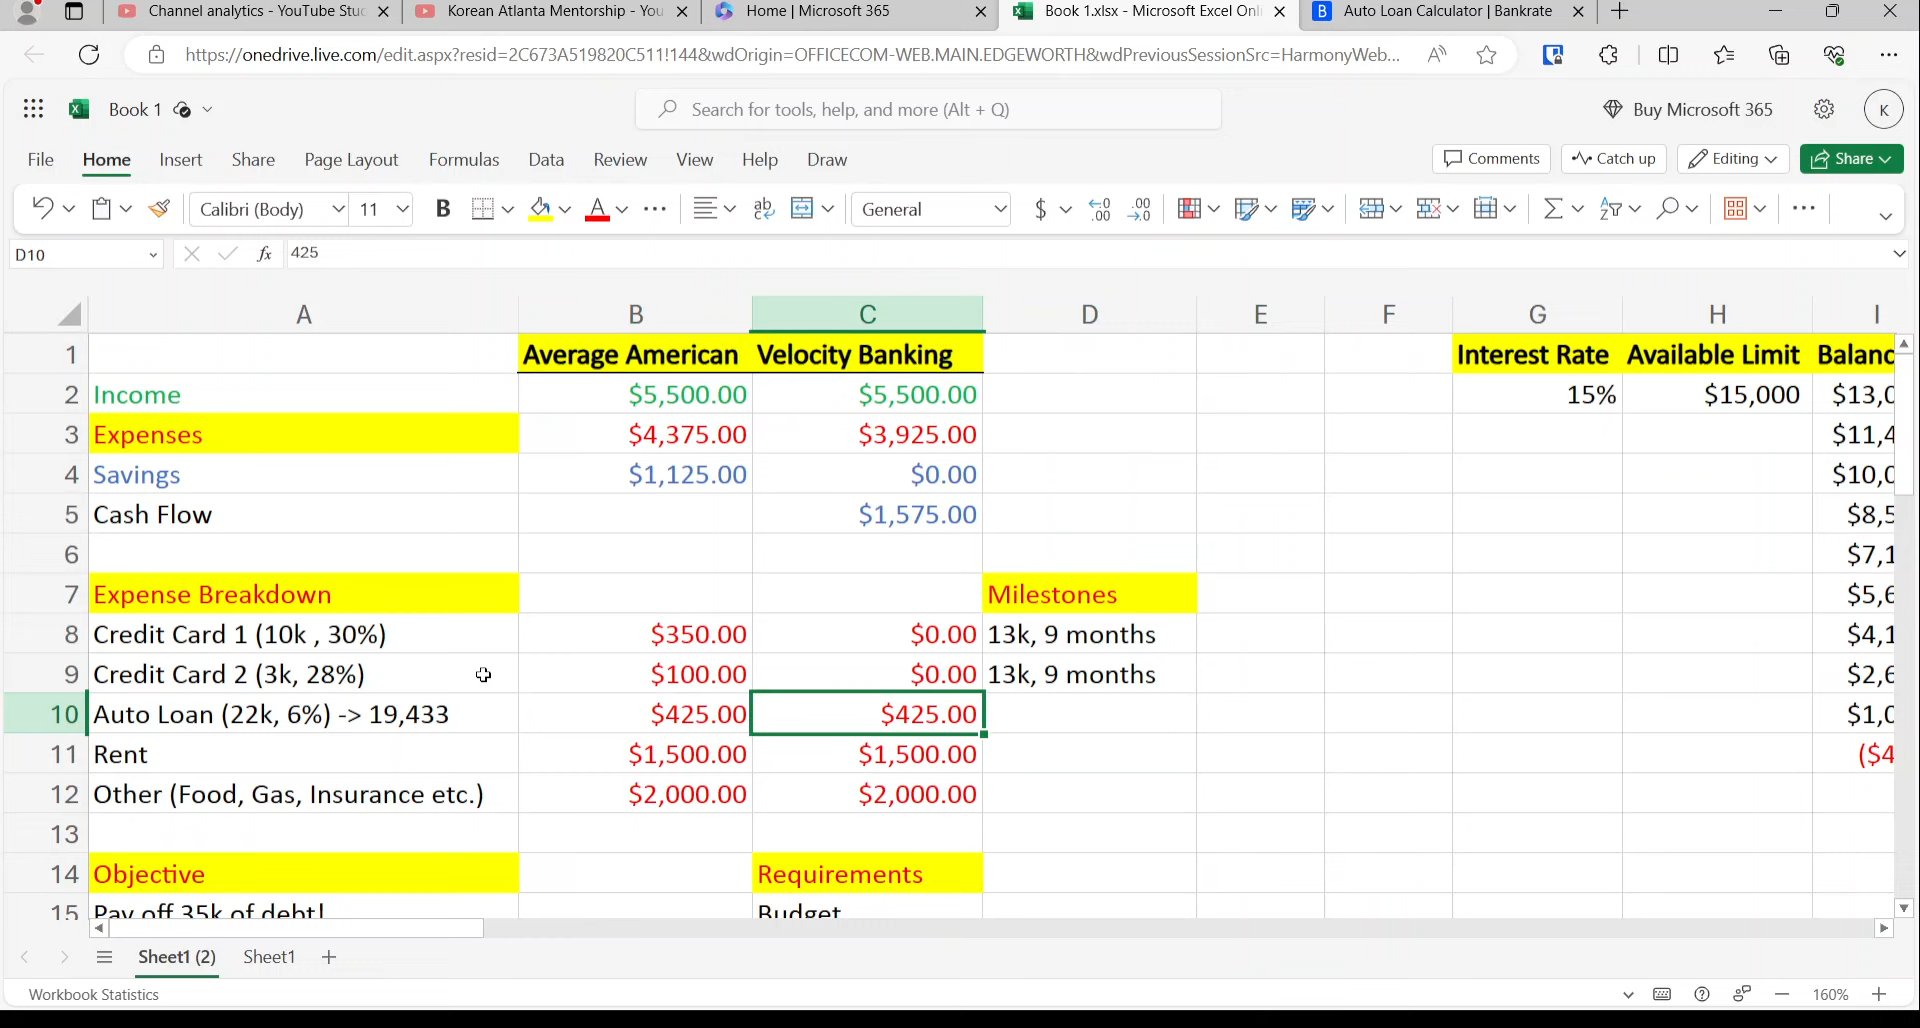 Channel analytics - YouTube Stu
Korean Atlanta Mentorship - You
Home | Microsoft 365
Book 1.xlsx - Microsoft Excel Onli
Auto Loan Calculator | Bankrate
https://onedrive.live.com/edit.aspx?resid=2C673A519820C511!144&wdOrigin=OFFICECOM-WEB.MAIN.EDGEWORTH&wdPreviousSessionSrc=HarmonyWeb...
Book 1
Search for tools, help, and more (Alt + Q)
Buy Microsoft 365
K
File Home Insert Share Page Layout Formulas Data Review View Help Draw
Comments Catch up Editing Share
Calibri (Body) 11 B General $
D10 fx 425
A B C D E F G H I
1 Average American Velocity Banking Interest Rate Available Limit Balanc
2 Income $5,500.00 $5,500.00 15% $15,000 $13,0
3 Expenses $4,375.00 $3,925.00 $11,4
4 Savings $1,125.00 $0.00 $10,0
5 Cash Flow $1,575.00 $8,5
6 $7,1
7 Expense Breakdown Milestones $5,6
8 Credit Card 1 (10k , 30%) $350.00 $0.00 13k, 9 months $4,1
9 Credit Card 2 (3k, 28%) $100.00 $0.00 13k, 9 months $2,6
10 Auto Loan (22k, 6%) -> 19,433 $425.00 $425.00 $1,0
11 Rent $1,500.00 $1,500.00 ($4
12 Other (Food, Gas, Insurance etc.) $2,000.00 $2,000.00
13
14 Objective Requirements
15 Pay off 35k of debt! Budget
Sheet1 (2) Sheet1
Workbook Statistics 160%